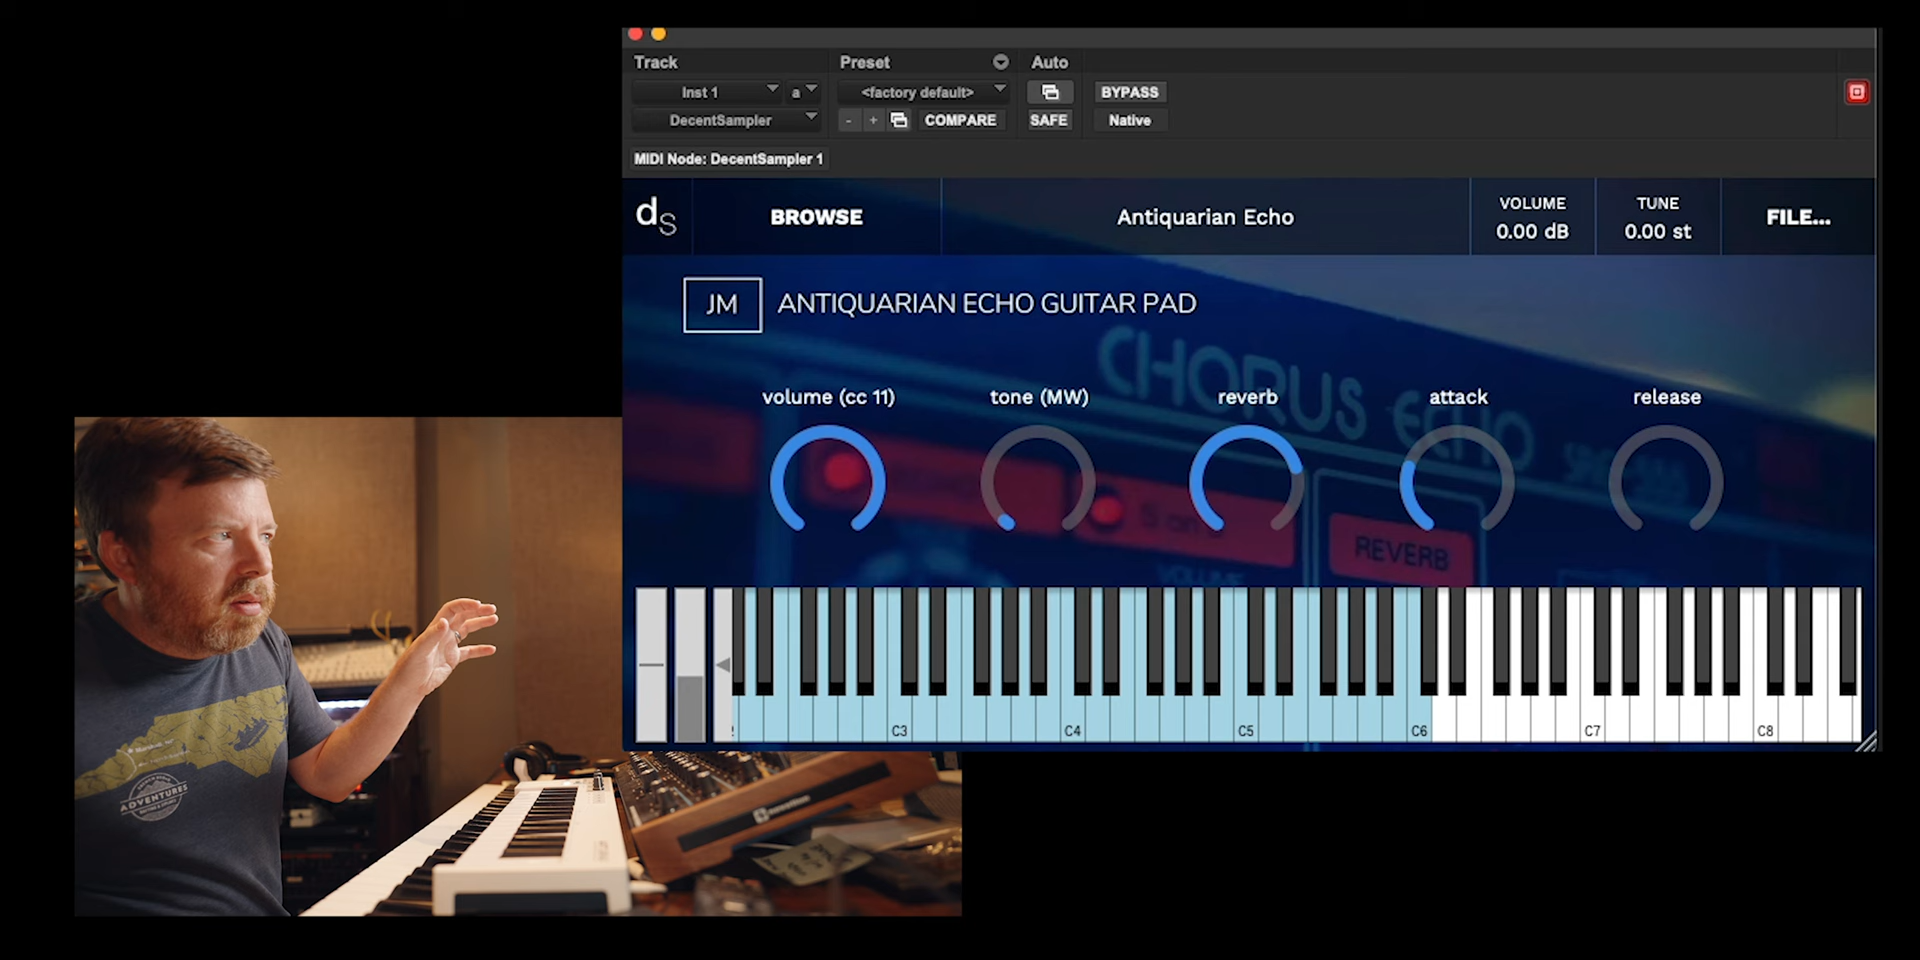 Track
Preset
Auto
Inst 1
a
<factory default>
BYPASS
DecentSampler
-
+
COMPARE
SAFE
Native
MIDI Node: DecentSampler 1
ds
BROWSE
Antiquarian Echo
VOLUME
0.00 dB
TUNE
0.00 st
FILE...
JM
ANTIQUARIAN ECHO GUITAR PAD
CHORUS ECHO
volume (cc 11)
tone (MW)
reverb
attack
release
REVERB
VOLUME
C3
C4
C5
C6
C7
C8
ADVENTURES